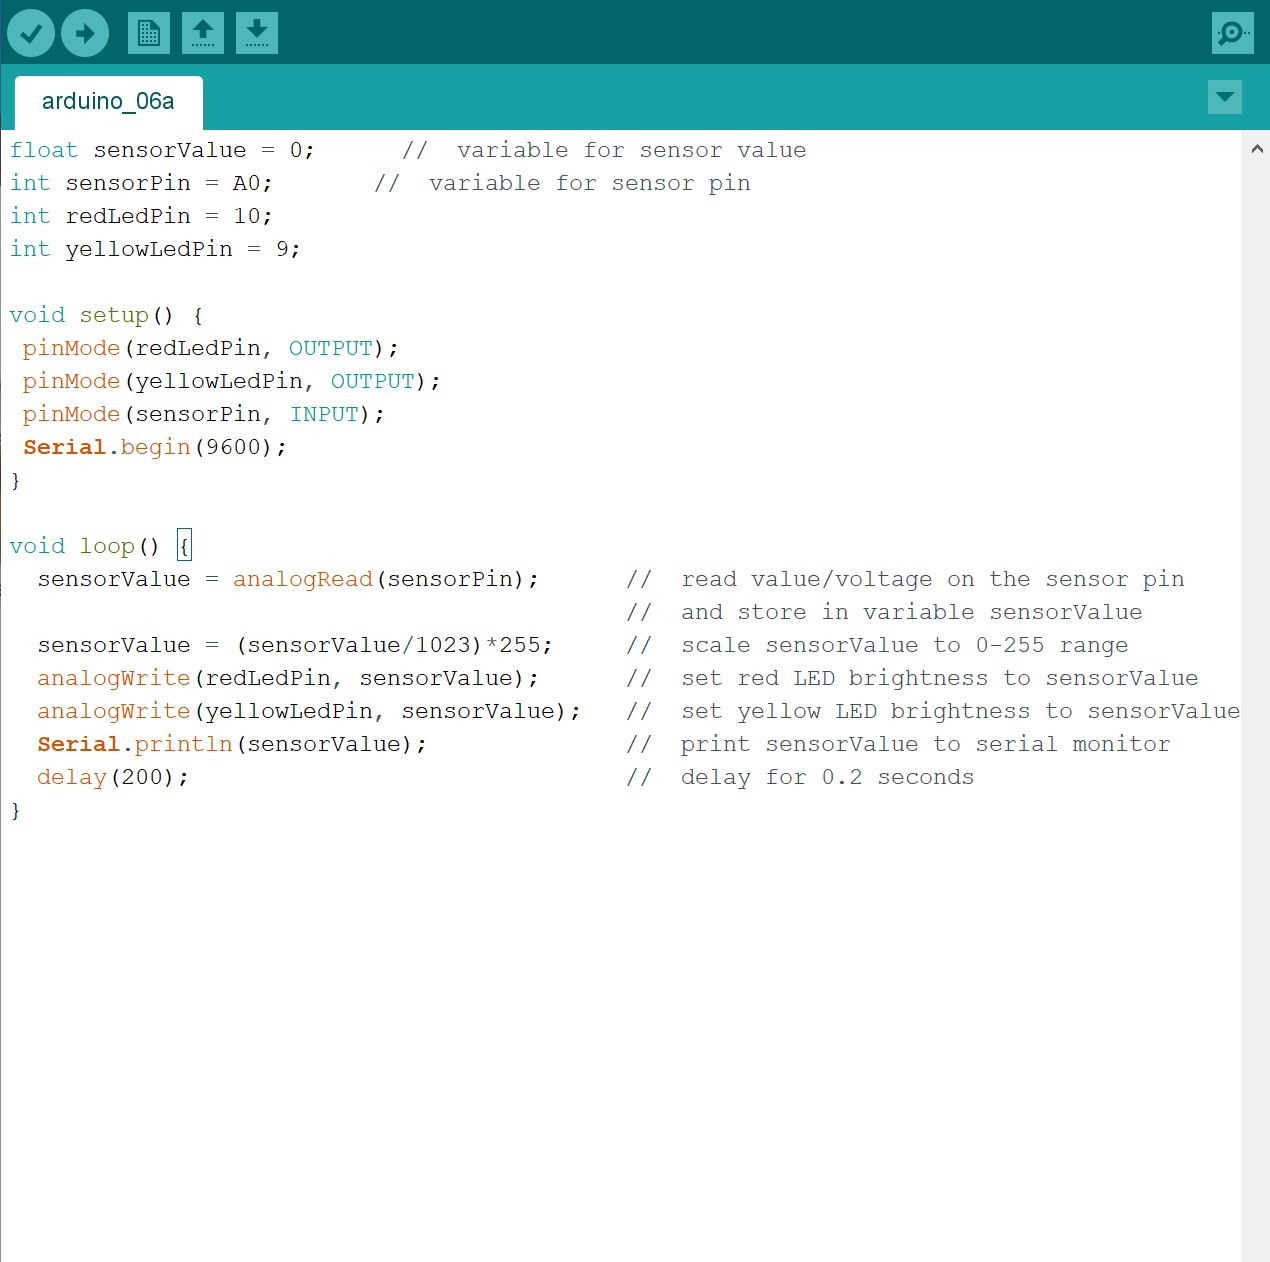 arduino_06a
float sensorValue = 0;      //  variable for sensor value
int sensorPin = A0;       //  variable for sensor pin
int redLedPin = 10;
int yellowLedPin = 9;

void setup() {
 pinMode(redLedPin, OUTPUT);
 pinMode(yellowLedPin, OUTPUT);
 pinMode(sensorPin, INPUT);
 Serial.begin(9600);
}

void loop() {
  sensorValue = analogRead(sensorPin);      //  read value/voltage on the sensor pin
                                            //  and store in variable sensorValue
  sensorValue = (sensorValue/1023)*255;     //  scale sensorValue to 0-255 range
  analogWrite(redLedPin, sensorValue);      //  set red LED brightness to sensorValue
  analogWrite(yellowLedPin, sensorValue);   //  set yellow LED brightness to sensorValue
  Serial.println(sensorValue);              //  print sensorValue to serial monitor
  delay(200);                               //  delay for 0.2 seconds
}